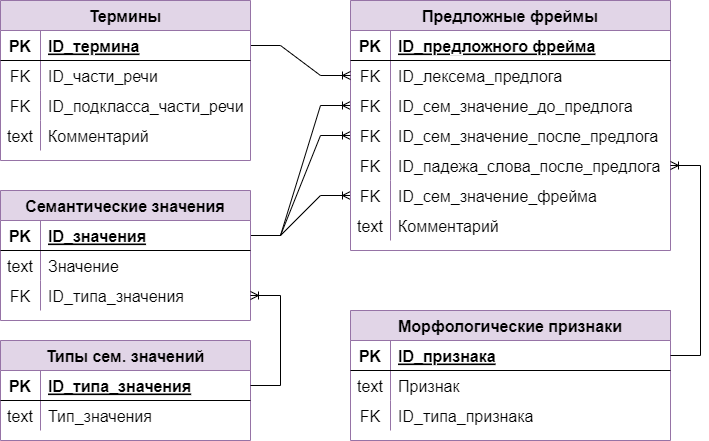 Термины
PK ID_термина
FK ID_части_речи
FK ID_подкласса_части_речи
text Комментарий
Предложные фреймы
PK ID_предложного фрейма
FK ID_лексема_предлога
FK ID_сем_значение_до_предлога
FK ID_сем_значение_после_предлога
FK ID_падежа_слова_после_предлога
FK ID_сем_значение_фрейма
text Комментарий
Семантические значения
PK ID_значения
text Значение
FK ID_типа_значения
Типы сем. значений
PK ID_типа_значения
text Тип_значения
Морфологические признаки
PK ID_признака
text Признак
FK ID_типа_признака